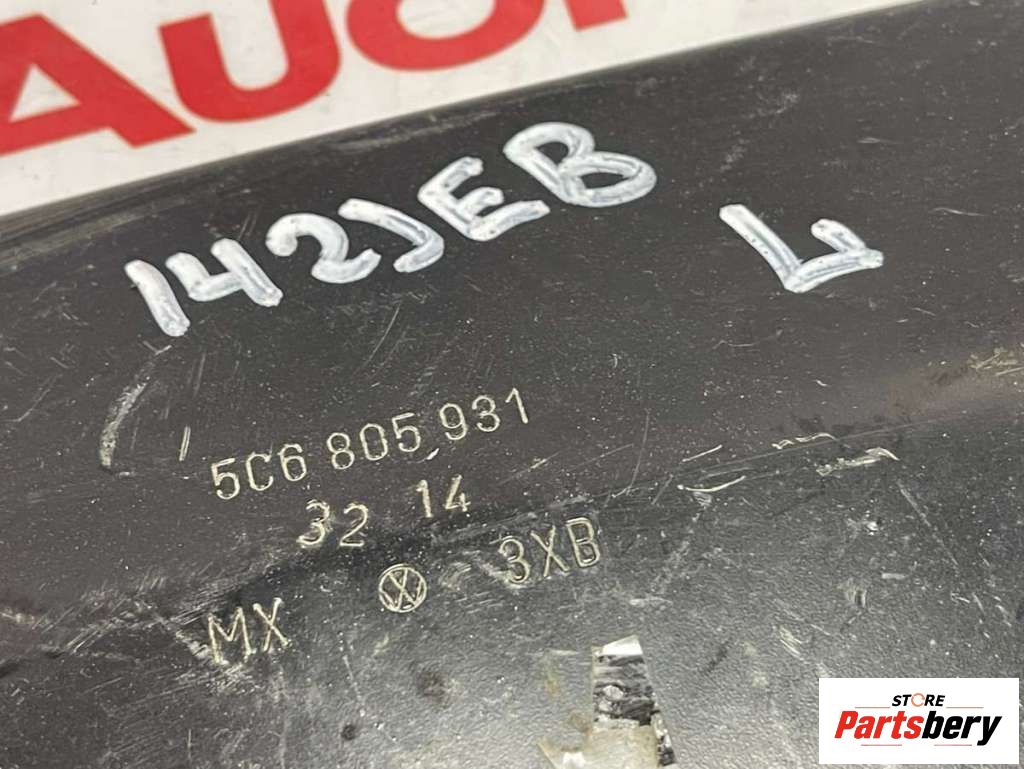 AUDI
142JEB
L
5C6 805 931
32 14
MX 3XB
STORE
Partsbery